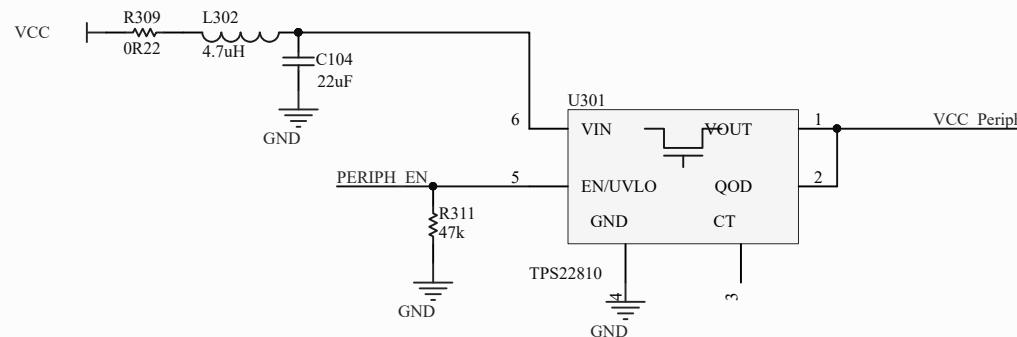 R309
L302
VCC
0R22
4.7uH
C104
22uF
GND
U301
6
VIN
VOUT
1
VCC_Periph
PERIPH_EN
5
EN/UVLO
QOD
2
R311
47k
GND
CT
TPS22810
4
3
GND
GND